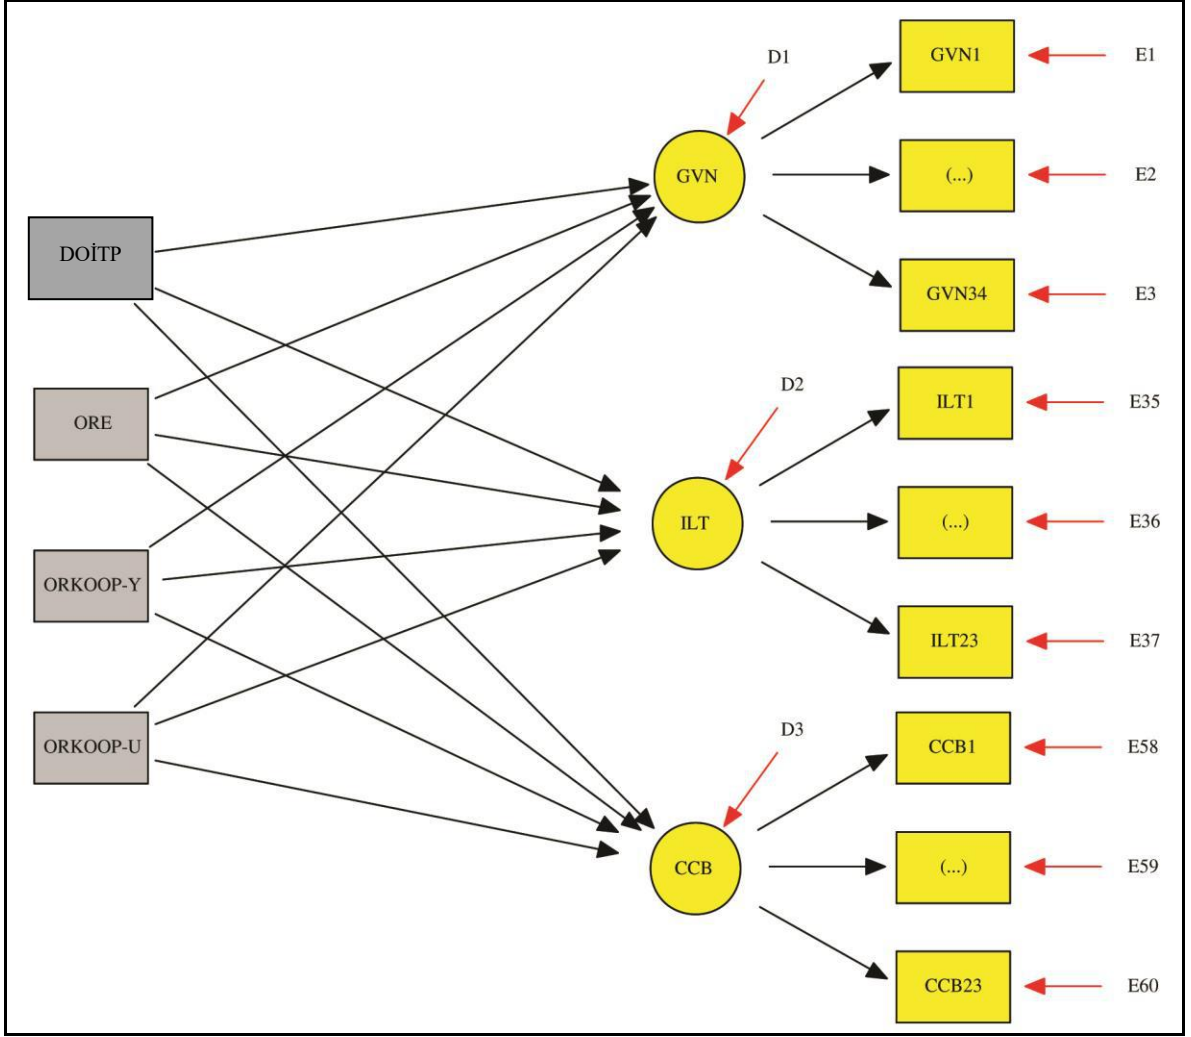 D1
GVN1
E1
GVN
(...)
E2
GVN34
E3
DOİTP
ORE
ORKOOP-Y
ORKOOP-U
D2
ILT1
E35
ILT
(...)
E36
ILT23
E37
D3
CCB1
E58
CCB
(...)
E59
CCB23
E60